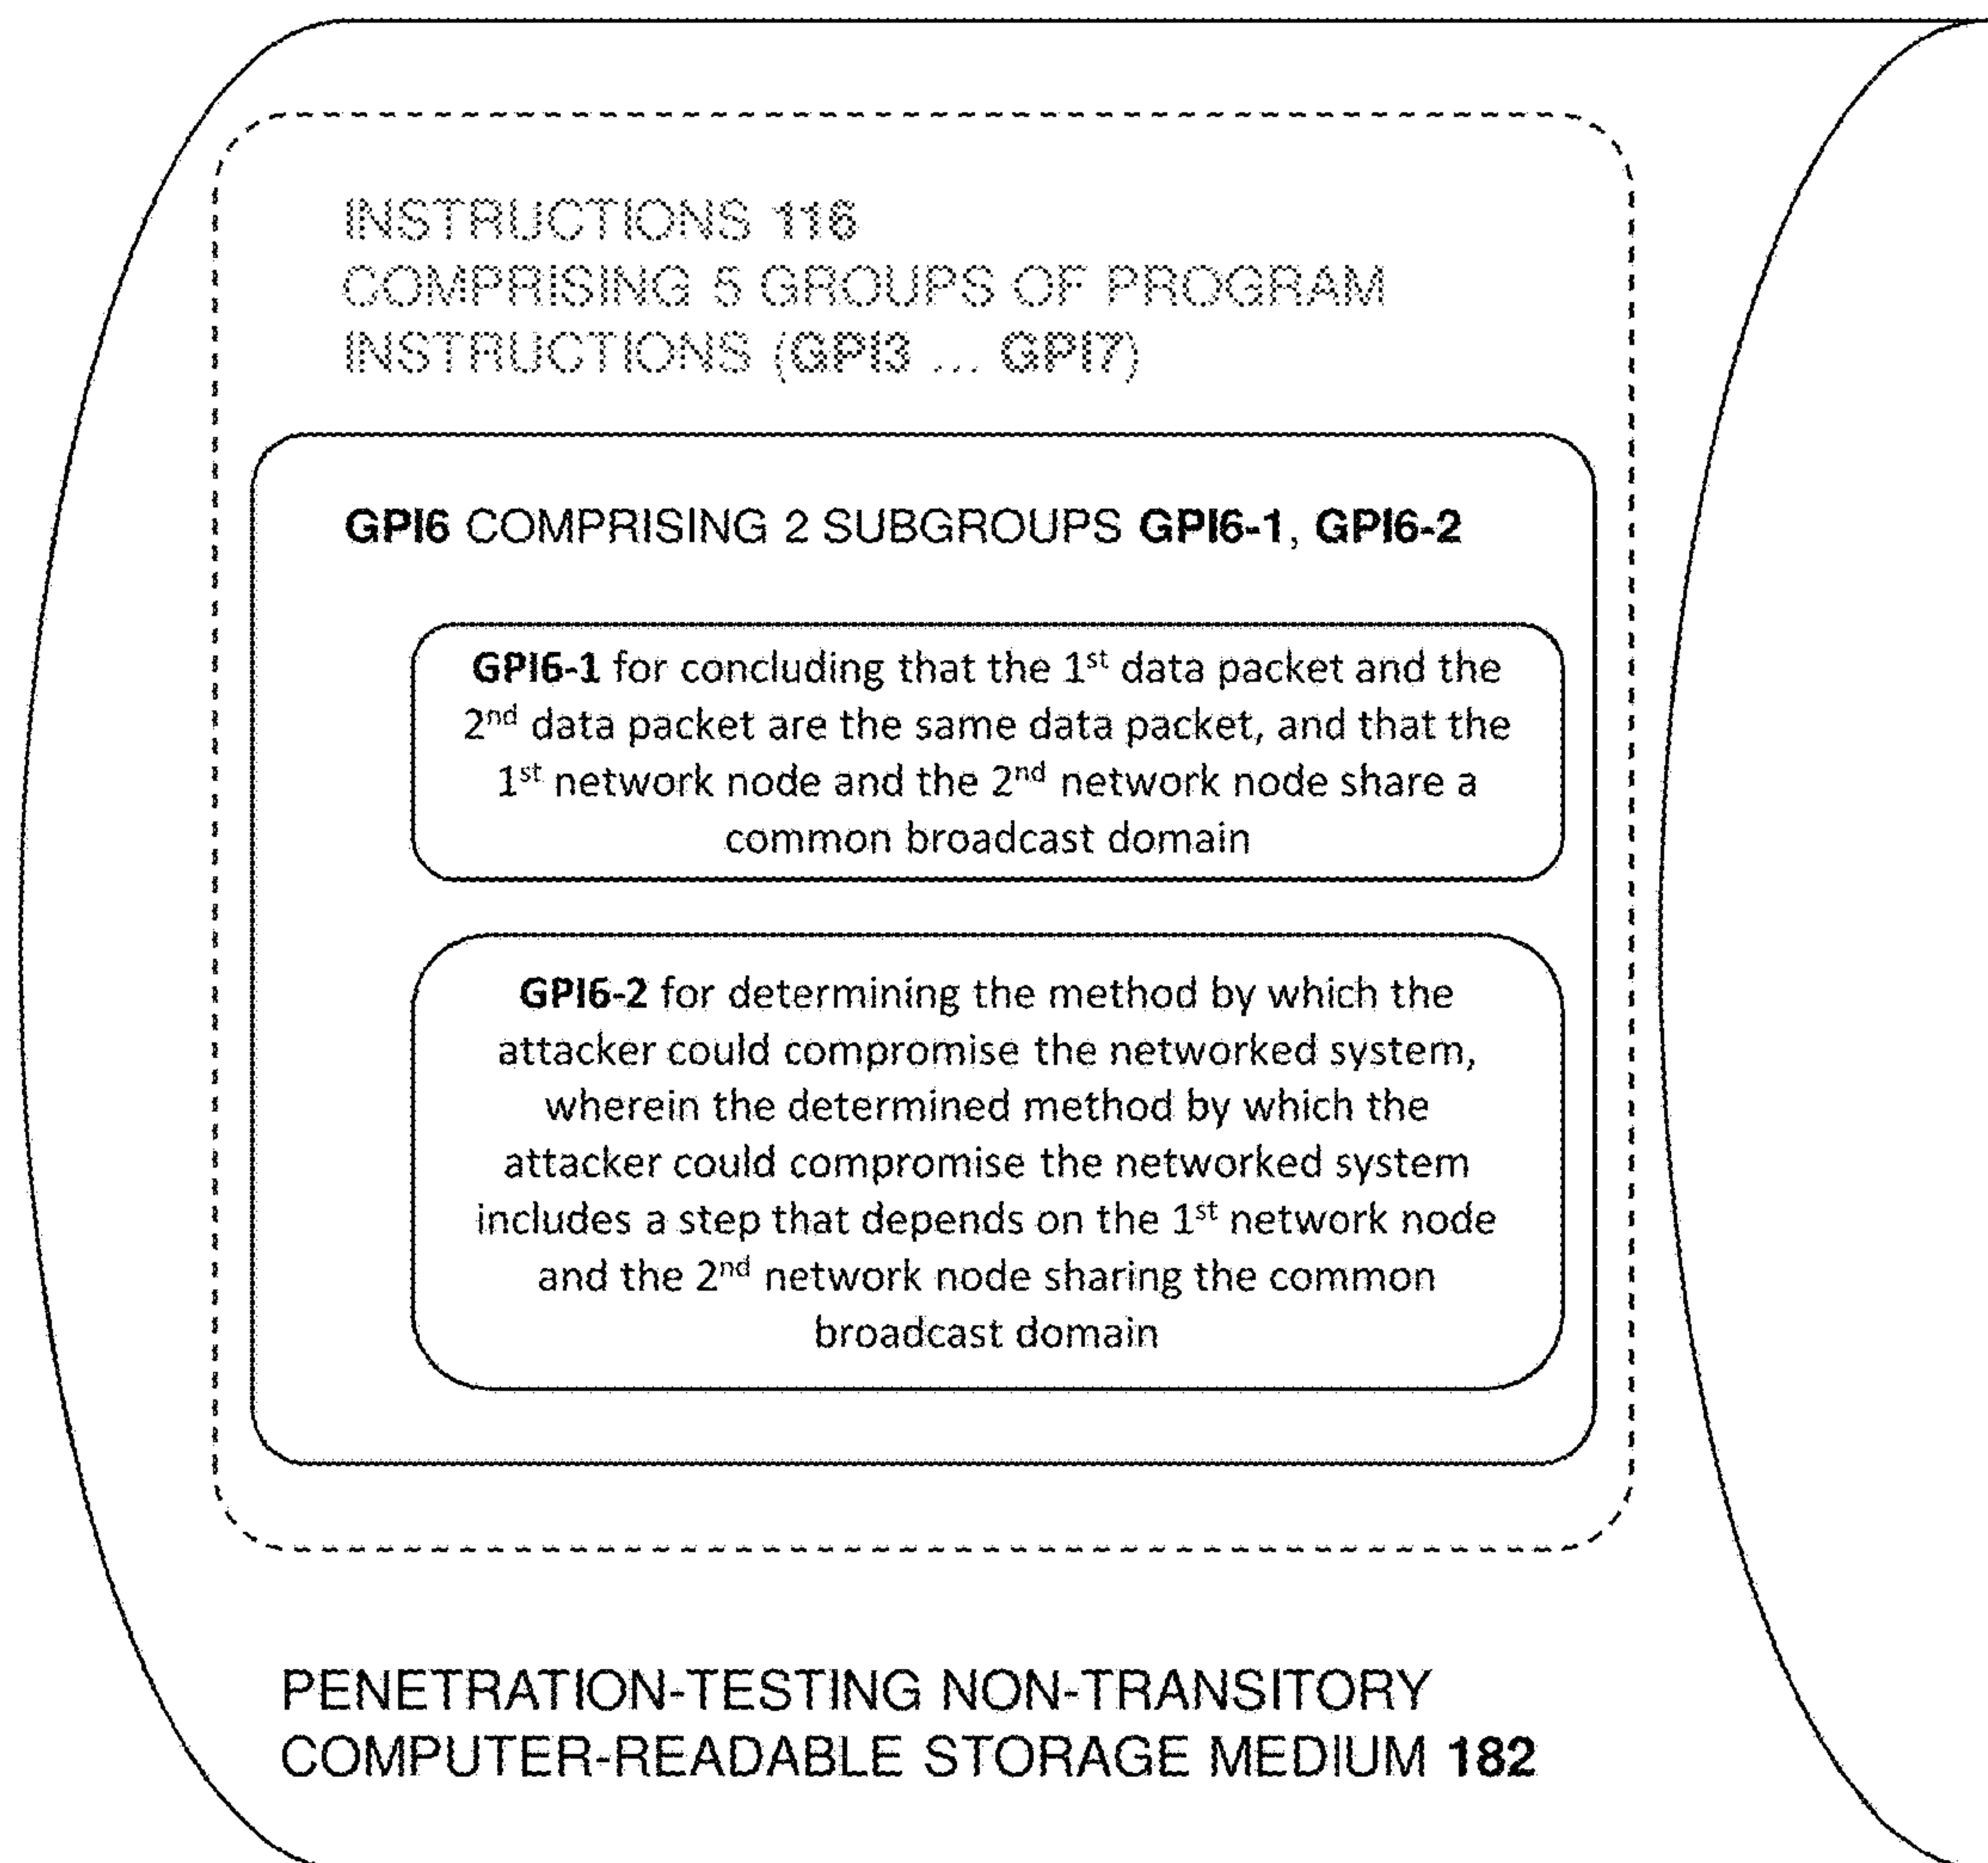 INSTRUCTIONS 116
COMPRISING 5 GROUPS OF PROGRAM
INSTRUCTIONS (GPI3 ... GPI7)
GPI6 COMPRISING 2 SUBGROUPS GPI6-1, GPI6-2
GPI6-1 for concluding that the 1st data packet and the
2nd data packet are the same data packet, and that the
1st network node and the 2nd network node share a
common broadcast domain
GPI6-2 for determining the method by which the
attacker could compromise the networked system,
wherein the determined method by which the
attacker could compromise the networked system
includes a step that depends on the 1st network node
and the 2nd network node sharing the common
broadcast domain
PENETRATION-TESTING NON-TRANSITORY
COMPUTER-READABLE STORAGE MEDIUM 182